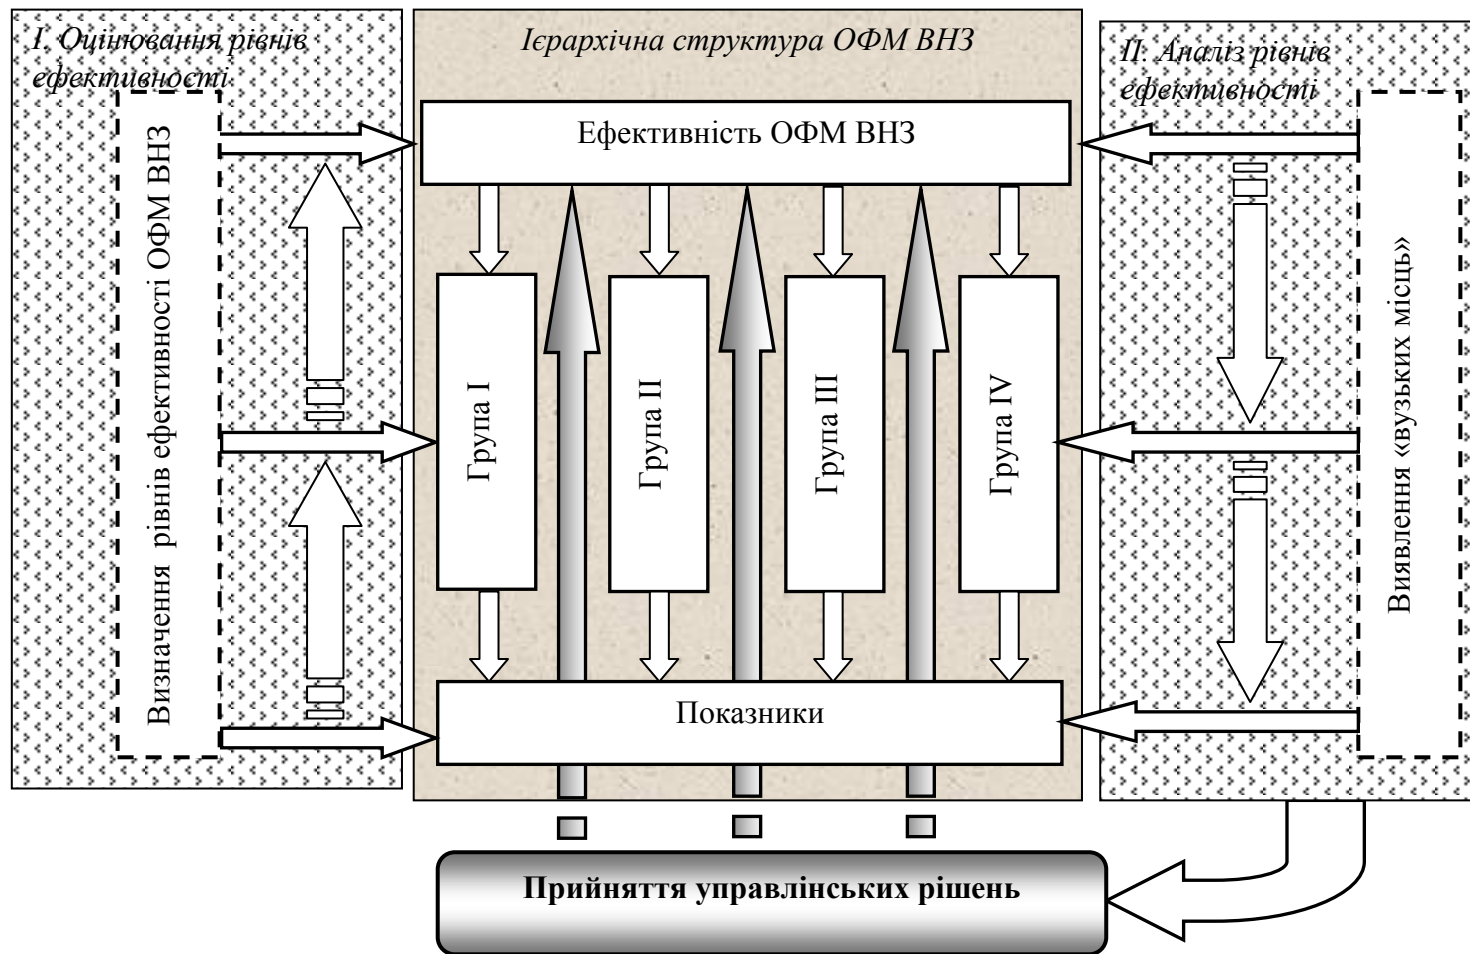 І. Оцінювання рівнів
ефективності
Визначення рівнів ефективності ОФМ ВНЗ
Ієрархічна структура ОФМ ВНЗ
Ефективність ОФМ ВНЗ
Група І
Група ІІ
Група ІІІ
Група ІV
Показники
ІІ. Аналіз рівнів
ефективності
Виявлення «вузьких місць»
Прийняття управлінських рішень